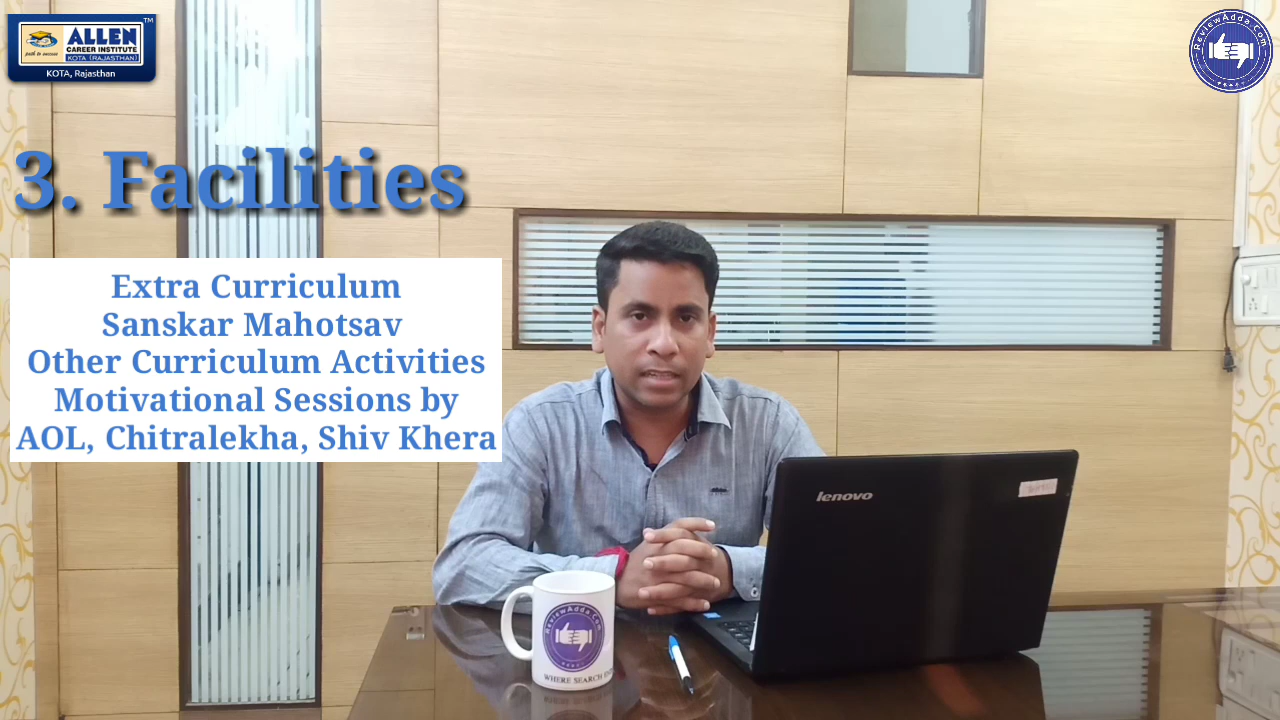 ALLEN
TM
CAREER INSTITUTE
path to success
KOTA (RAJASTHAN)
KOTA, Rajasthan
ReviewAdda.Com
3. Facilities
Extra Curriculum
Sanskar Mahotsav
Other Curriculum Activities
Motivational Sessions by
AOL, Chitralekha, Shiv Khera
lenovo
ReviewAdda.Com
WHERE SEARCH